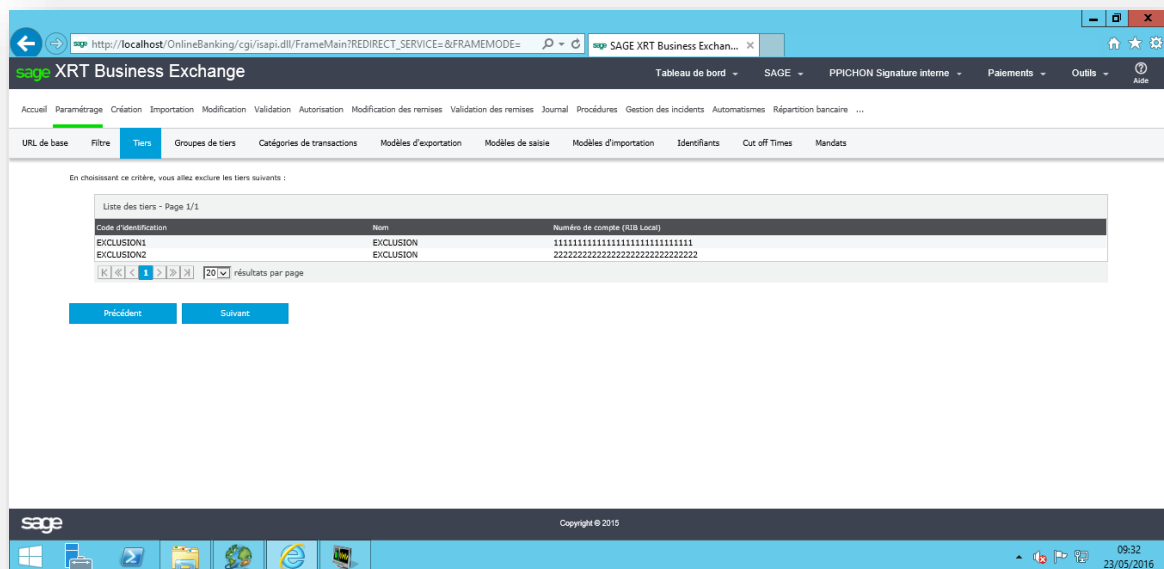 http://localhost/OnlineBanking/cgi/isapi.dll/FrameMain?REDIRECT_SERVICE=&FRAMEMODE= SAGE XRT Business Exchan...
sage XRT Business Exchange Tableau de bord SAGE PPICHON Signature interne Paiements Outils Aide
Accueil Paramétrage Création Importation Modification Validation Autorisation Modification des remises Validation des remises Journal Procédures Gestion des incidents Automatismes Répartition bancaire ...
URL de base Filtre Tiers Groupes de tiers Catégories de transactions Modèles d'exportation Modèles de saisie Modèles d'importation Identifiants Cut off Times Mandats
En choisissant ce critère, vous allez exclure les tiers suivants :
Liste des tiers - Page 1/1
Code d'identification Nom Numéro de compte (RIB Local)
EXCLUSION1 EXCLUSION 11111111111111111111111111111
EXCLUSION2 EXCLUSION 22222222222222222222222222222
1 20 résultats par page
Précédent Suivant
sage Copyright © 2015
09:32
23/05/2016